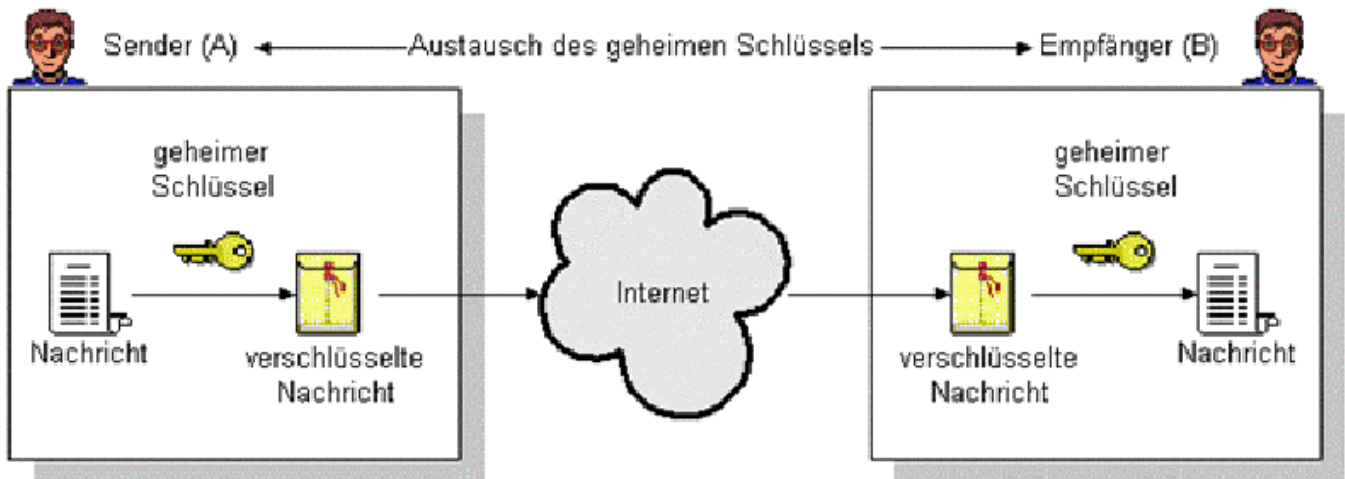 Sender (A)
Austausch des geheimen Schlüssels
Empfänger (B)
geheimer
Schlüssel
Nachricht
verschlüsselte
Nachricht
Internet
geheimer
Schlüssel
verschlüsselte
Nachricht
Nachricht